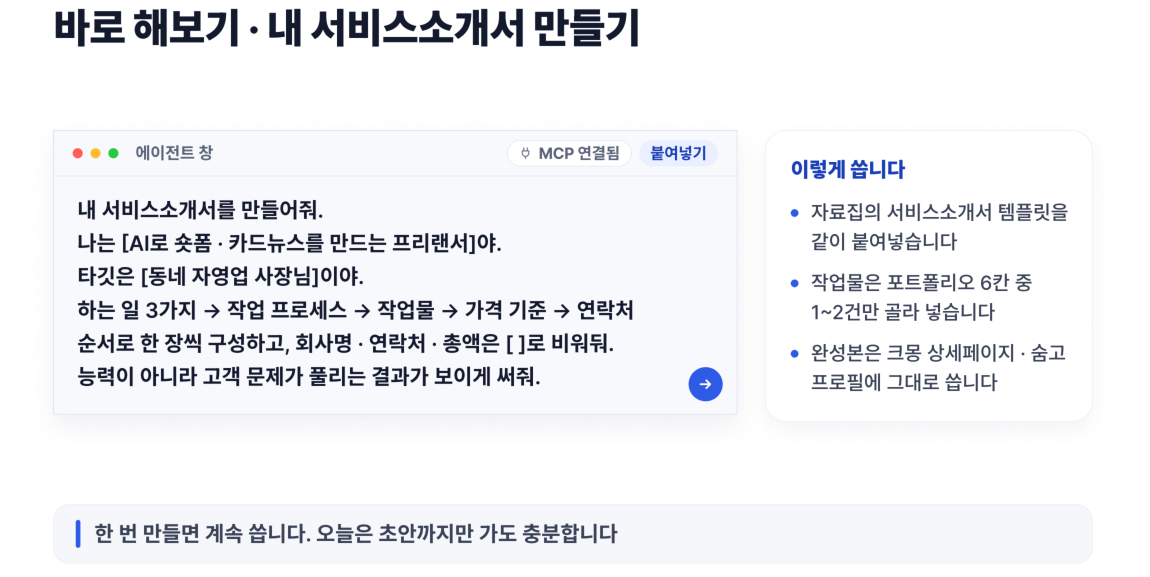 바로 해보기 · 내 서비스소개서 만들기
에이전트 창
MCP 연결됨
붙여넣기
내 서비스소개서를 만들어줘.
나는 [AI로 숏폼 · 카드뉴스를 만드는 프리랜서]야.
타깃은 [동네 자영업 사장님]이야.
하는 일 3가지 → 작업 프로세스 → 작업물 → 가격 기준 → 연락처
순서로 한 장씩 구성하고, 회사명 · 연락처 · 총액은 [ ]로 비워둬.
능력이 아니라 고객 문제가 풀리는 결과가 보이게 써줘.
이렇게 씁니다
자료집의 서비스소개서 템플릿을
같이 붙여넣습니다
작업물은 포트폴리오 6칸 중
1~2건만 골라 넣습니다
완성본은 크몽 상세페이지 · 숨고
프로필에 그대로 씁니다
한 번 만들면 계속 씁니다. 오늘은 초안까지만 가도 충분합니다